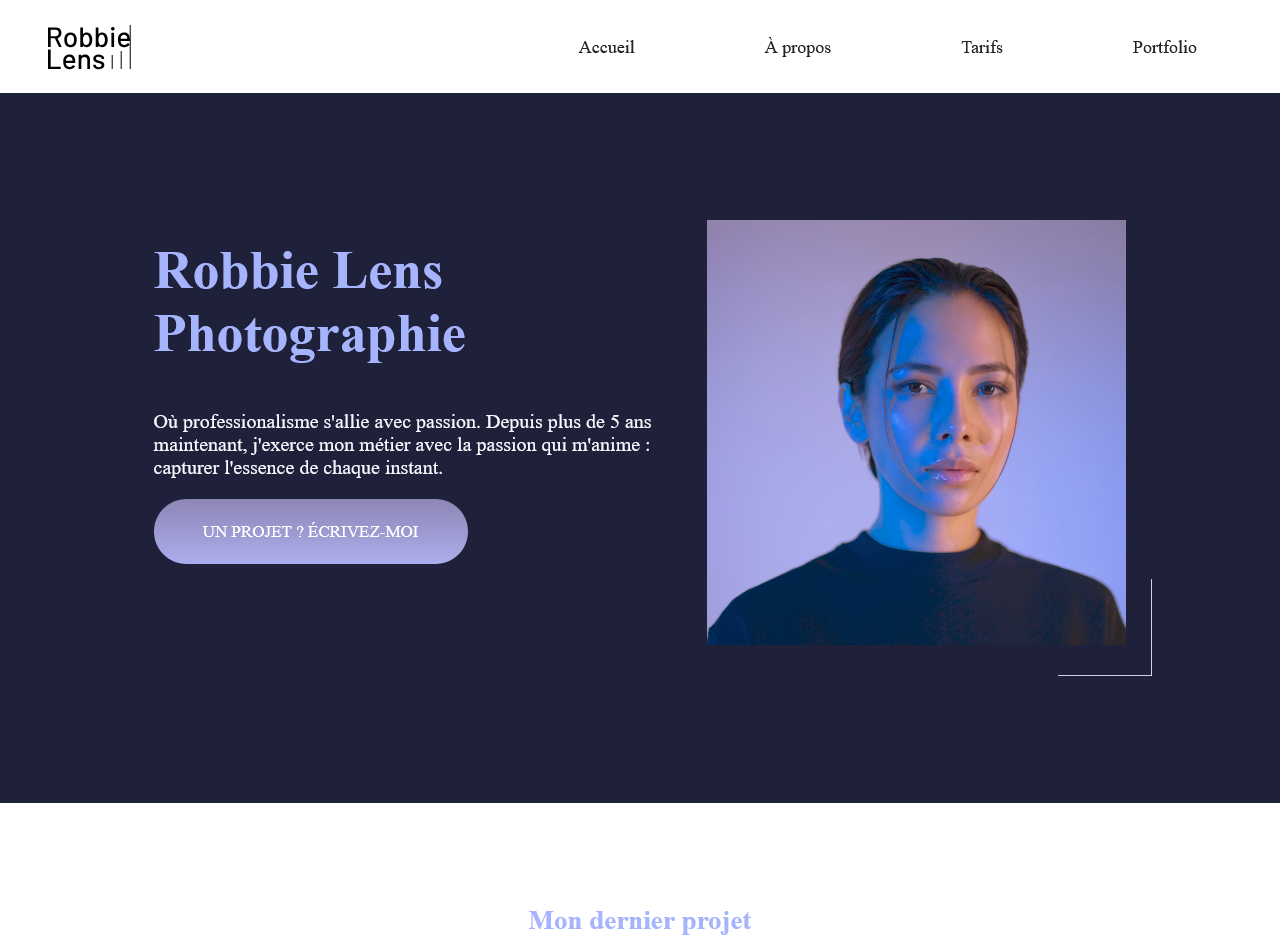 Robbie
Lens
Accueil
À propos
Tarifs
Portfolio
Robbie Lens
Photographie
Où professionalisme s'allie avec passion. Depuis plus de 5 ans
maintenant, j'exerce mon métier avec la passion qui m'anime :
capturer l'essence de chaque instant.
UN PROJET ? ÉCRIVEZ-MOI
Mon dernier projet